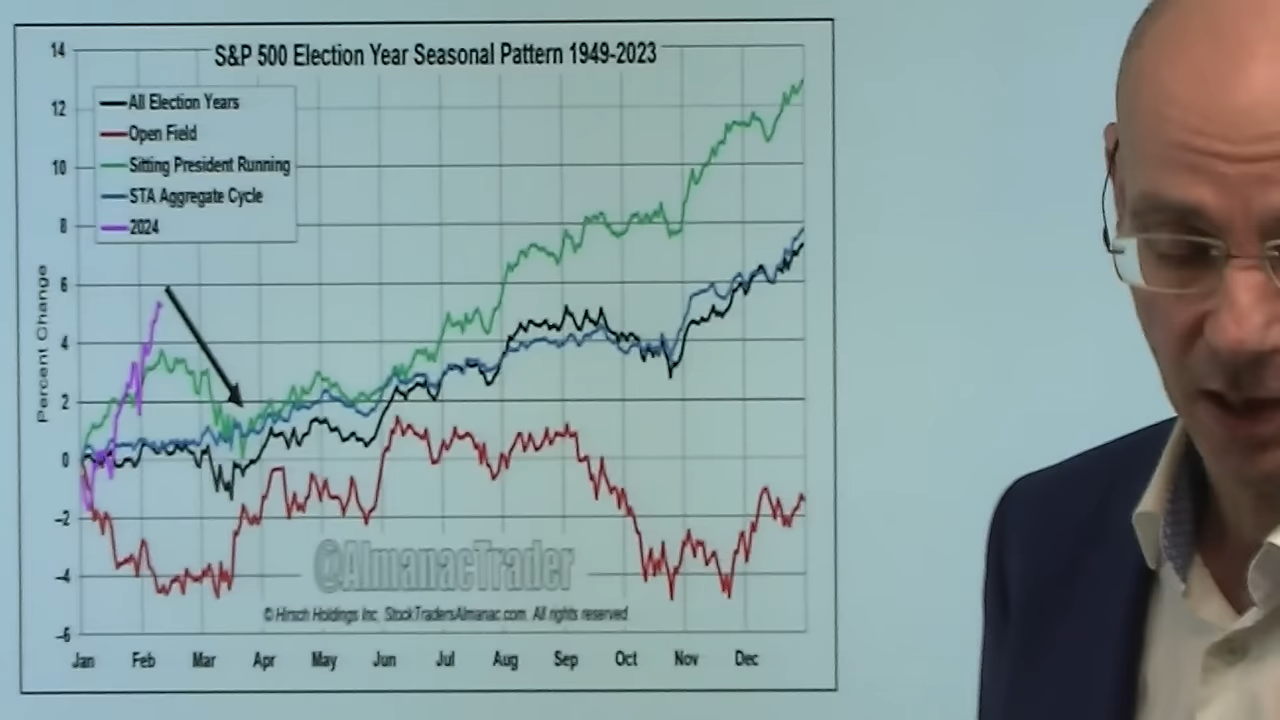 S&P 500 Election Year Seasonal Pattern 1949-2023
All Election Years
Open Field
Sitting President Running
STA Aggregate Cycle
2024
Percent Change
14
12
10
8
6
4
2
0
-2
-4
-6
@AlmanacTrader
© Hirsch Holdings Inc, StockTradersAlmanac.com. All rights reserved
Jan Feb Mar Apr May Jun Jul Aug Sep Oct Nov Dec